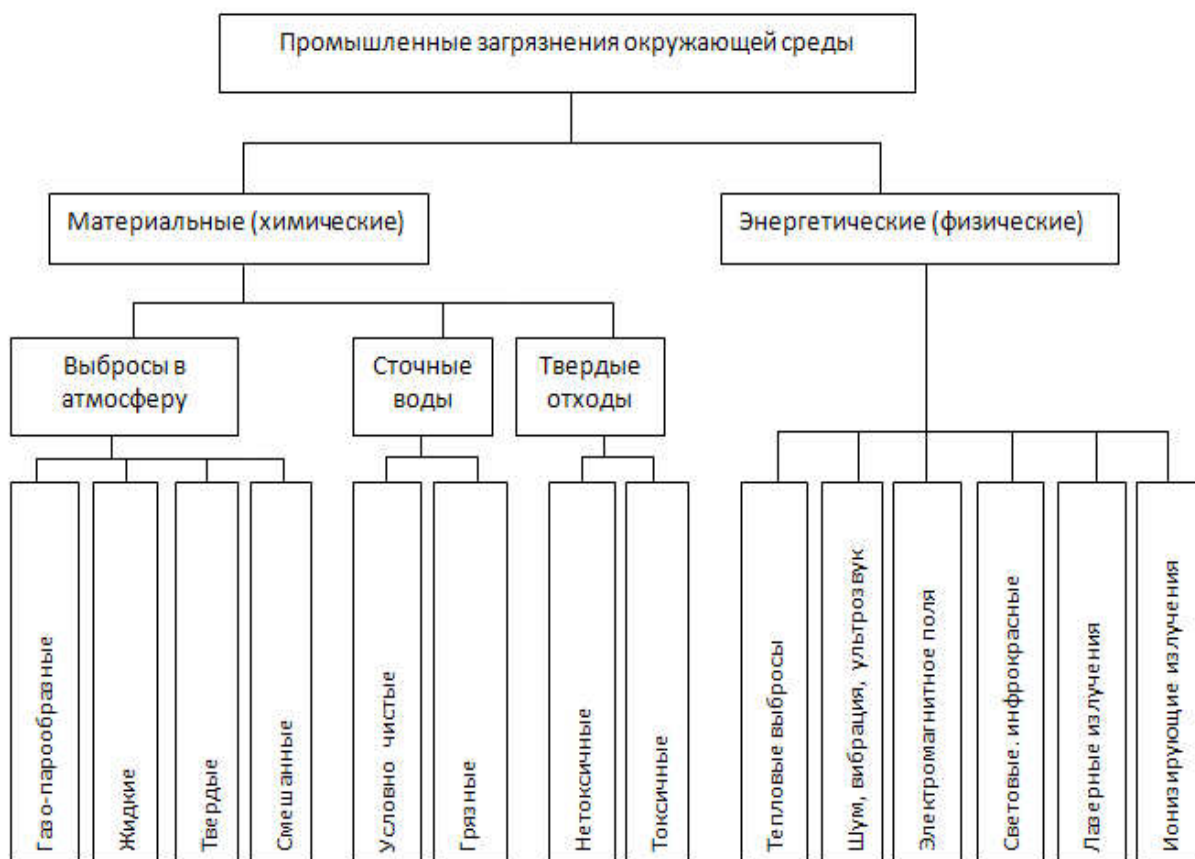 Промышленные загрязнения окружающей среды
Материальные (химические)
Энергетические (физические)
Выбросы в
атмосферу
Сточные
воды
Твердые
отходы
Газо-парообразные
Жидкие
Твердые
Смешанные
Условно чистые
Грязные
Нетоксичные
Токсичные
Тепловые выбросы
Шум, вибрация, ультрозвук
Электромагнитное поля
Световые. инфрокрасные
Лазерные излучения
Ионизирующие излучения